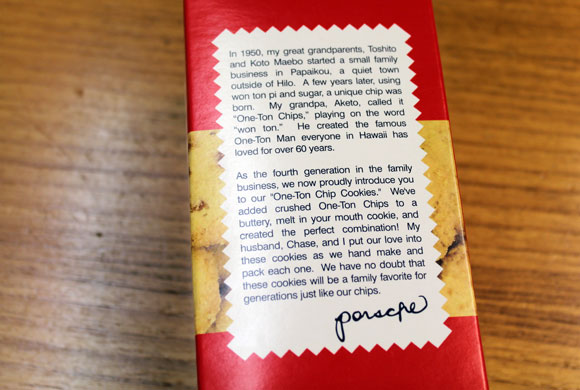 In 1950, my great grandparents, Toshito
and Koto Maebo started a small family
business in Papaikou, a quiet town
outside of Hilo. A few years later, using
won ton pi and sugar, a unique chip was
born. My grandpa, Aketo, called it
“One-Ton Chips,” playing on the word
“won ton.” He created the famous
One-Ton Man everyone in Hawaii has
loved for over 60 years.
As the fourth generation in the family
business, we now proudly introduce you
to our “One-Ton Chip Cookies.” We've
added crushed One-Ton Chips to a
buttery, melt in your mouth cookie, and
created the perfect combination! My
husband, Chase, and I put our love into
these cookies as we hand make and
pack each one. We have no doubt that
these cookies will be a family favorite for
generations just like our chips.
porsche